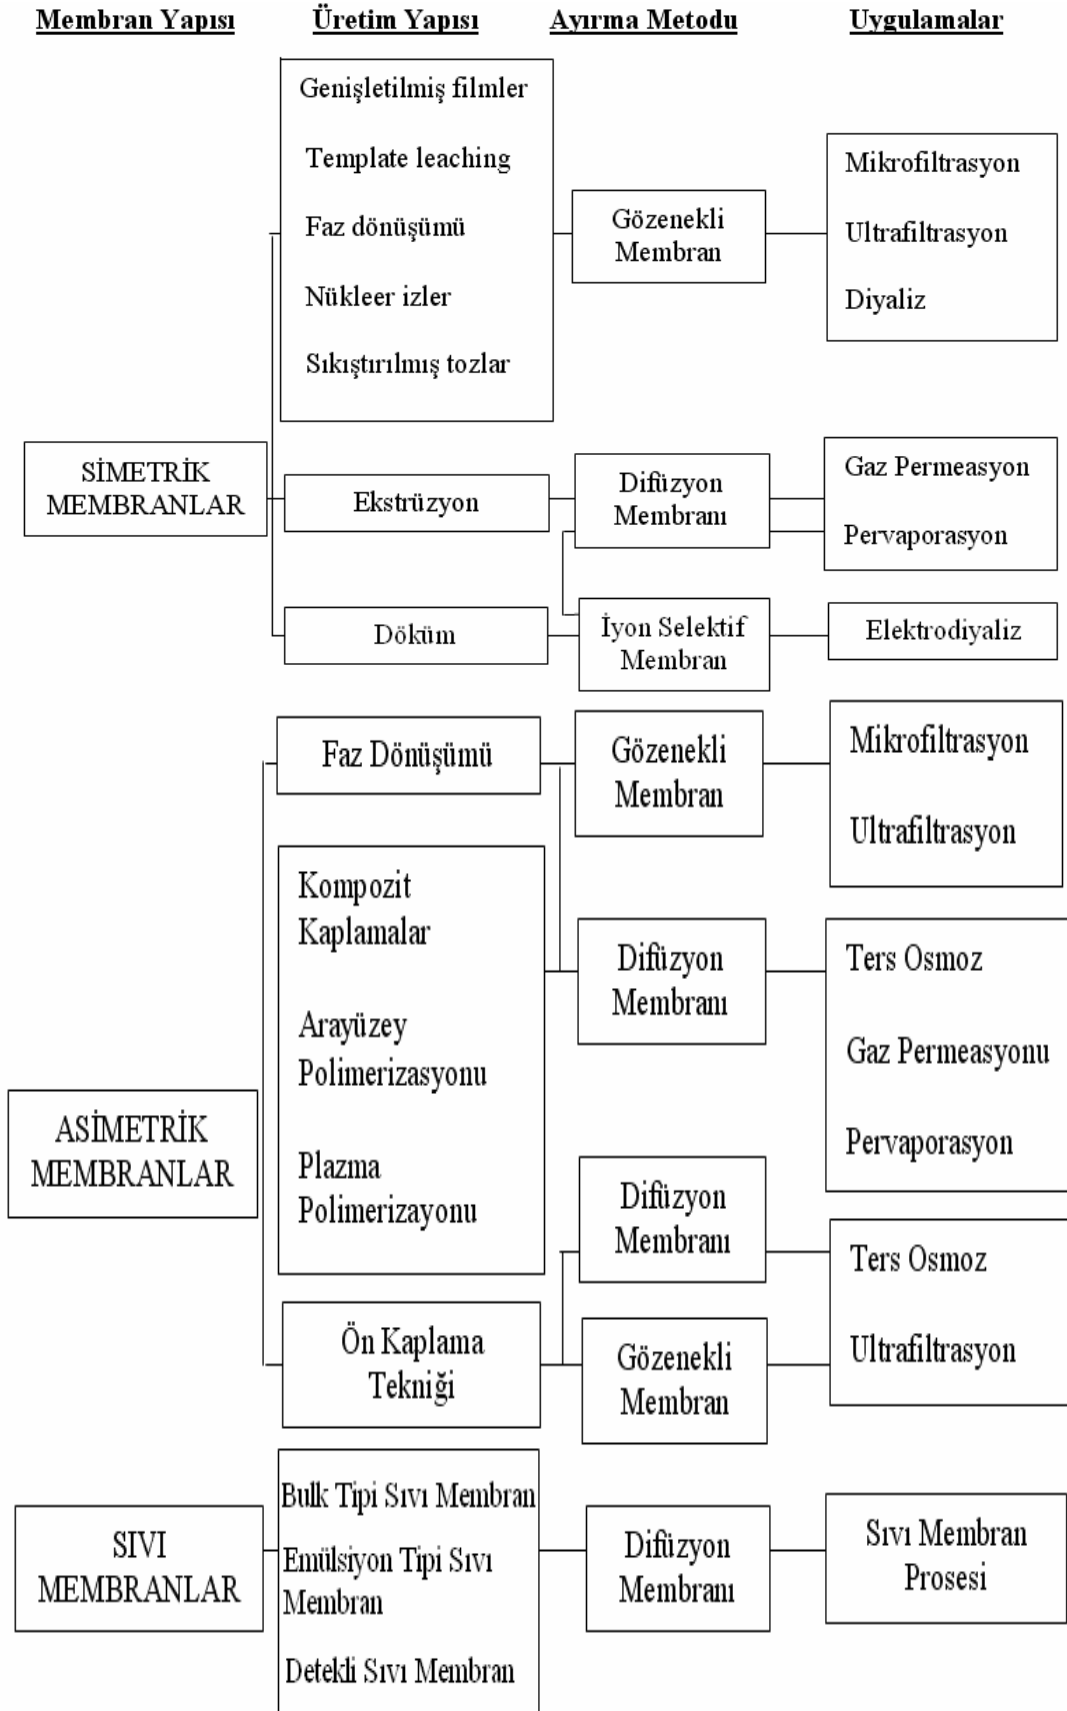 Membran Yapısı
Üretim Yapısı
Ayırma Metodu
Uygulamalar
Genişletilmiş filmler
Template leaching
Faz dönüşümü
Nükleer izler
Sıkıştırılmış tozlar
Gözenekli
Membran
Mikrofiltrasyon
Ultrafiltrasyon
Diyaliz
SİMETRİK
MEMBRANLAR
Ekstrüzyon
Difüzyon
Membranı
Gaz Permeasyon
Pervaporasyon
Döküm
İyon Selektif
Membran
Elektrodiyaliz
Faz Dönüşümü
Gözenekli
Membran
Mikrofiltrasyon
Ultrafiltrasyon
Kompozit
Kaplamalar
Arayüzey
Polimerizasyonu
Plazma
Polimerizayonu
Difüzyon
Membranı
Ters Osmoz
Gaz Permeasyonu
Pervaporasyon
ASİMETRİK
MEMBRANLAR
Difüzyon
Membranı
Ters Osmoz
Ultrafiltrasyon
Ön Kaplama
Tekniği
Gözenekli
Membran
Bulk Tipi Sıvı Membran
Emülsiyon Tipi Sıvı
Membran
Detekli Sıvı Membran
SIVI
MEMBRANLAR
Difüzyon
Membranı
Sıvı Membran
Prosesi